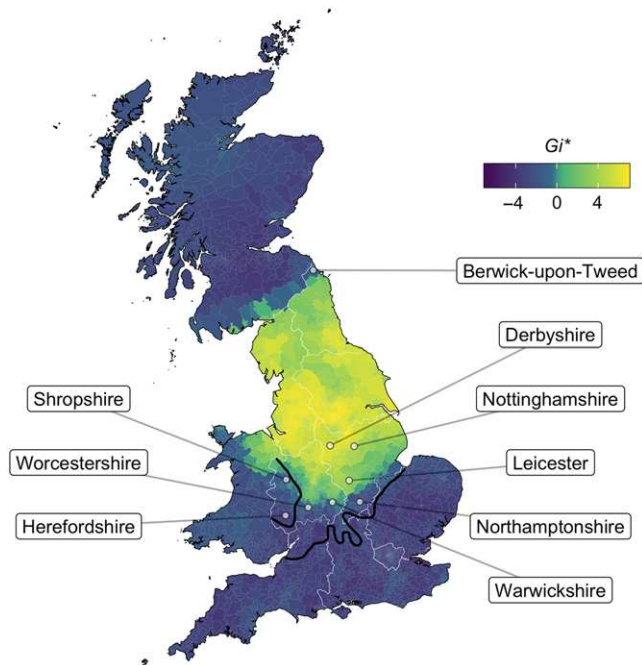 Gi*
−4 0 4
Berwick-upon-Tweed
Derbyshire
Shropshire
Nottinghamshire
Worcestershire
Leicester
Herefordshire
Northamptonshire
Warwickshire